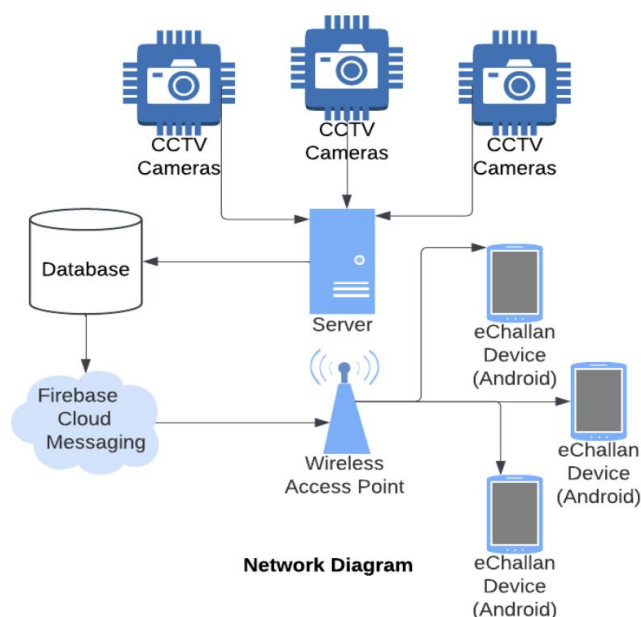 CCTV
Cameras
CCTV
Cameras
CCTV
Cameras
Database
Server
eChallan
Device
(Android)
Firebase
Cloud
Messaging
Wireless
Access Point
eChallan
Device
(Android)
eChallan
Device
(Android)
Network Diagram